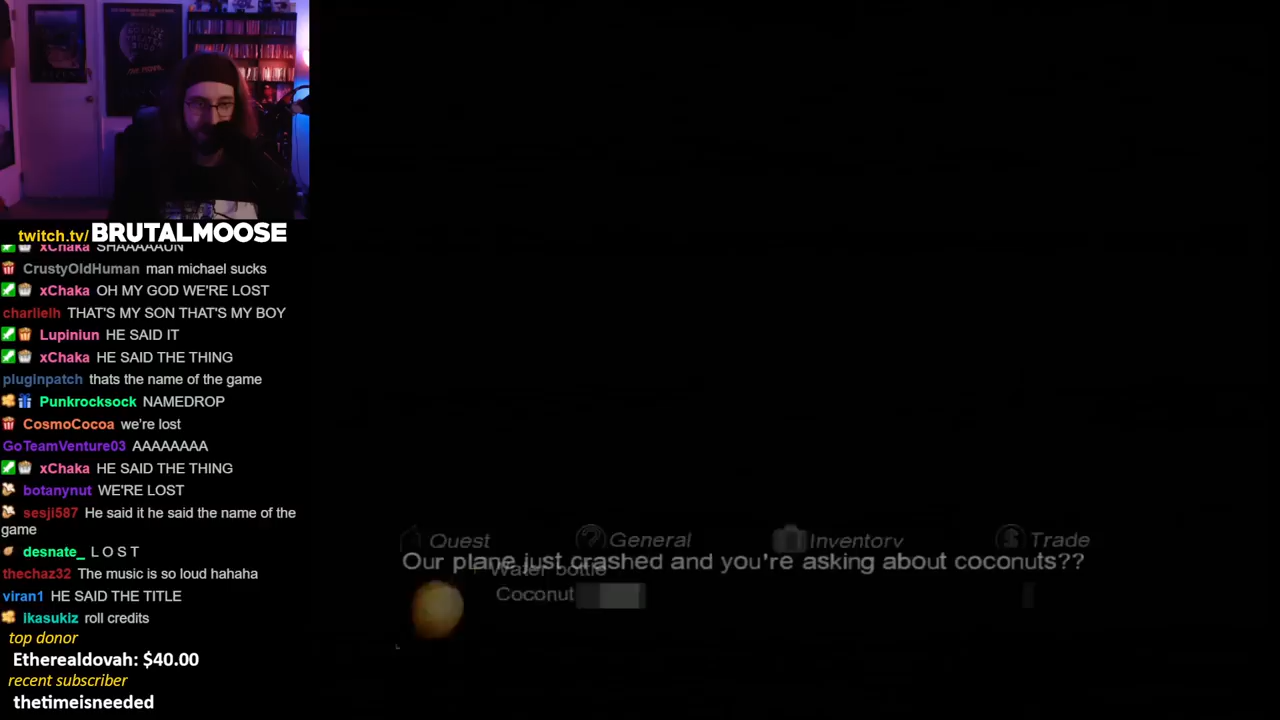 twitch.tv/BRUTALMOOSE
xChaka SHAAAAAUN
CrustyOldHuman man michael sucks
xChaka OH MY GOD WE'RE LOST
charlielh THAT'S MY SON THAT'S MY BOY
Lupiniun HE SAID IT
xChaka HE SAID THE THING
pluginpatch thats the name of the game
Punkrocksock NAMEDROP
CosmoCocoa we're lost
GoTeamVenture03 AAAAAAAA
xChaka HE SAID THE THING
botanynut WE'RE LOST
sesji587 He said it he said the name of the
game
desnate_ L O S T
thechaz32 The music is so loud hahaha
viran1 HE SAID THE TITLE
ikasukiz roll credits
top donor
Etherealdovah: $40.00
recent subscriber
thetimeisneeded
Quest General Inventory Trade
Our plane just crashed and you're asking about coconuts??
Water bottle
Coconut